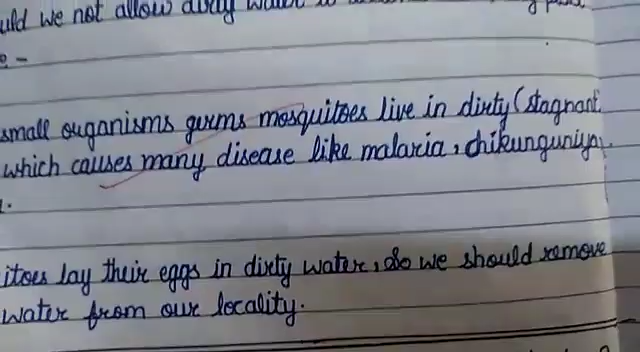 uld we not allow dirty water
small organisms germs mosquitoes live in dirty (stagnant
which causes many disease like malaria, chikunguniya.
itoes lay their eggs in dirty water, so we should remove
water from our locality.